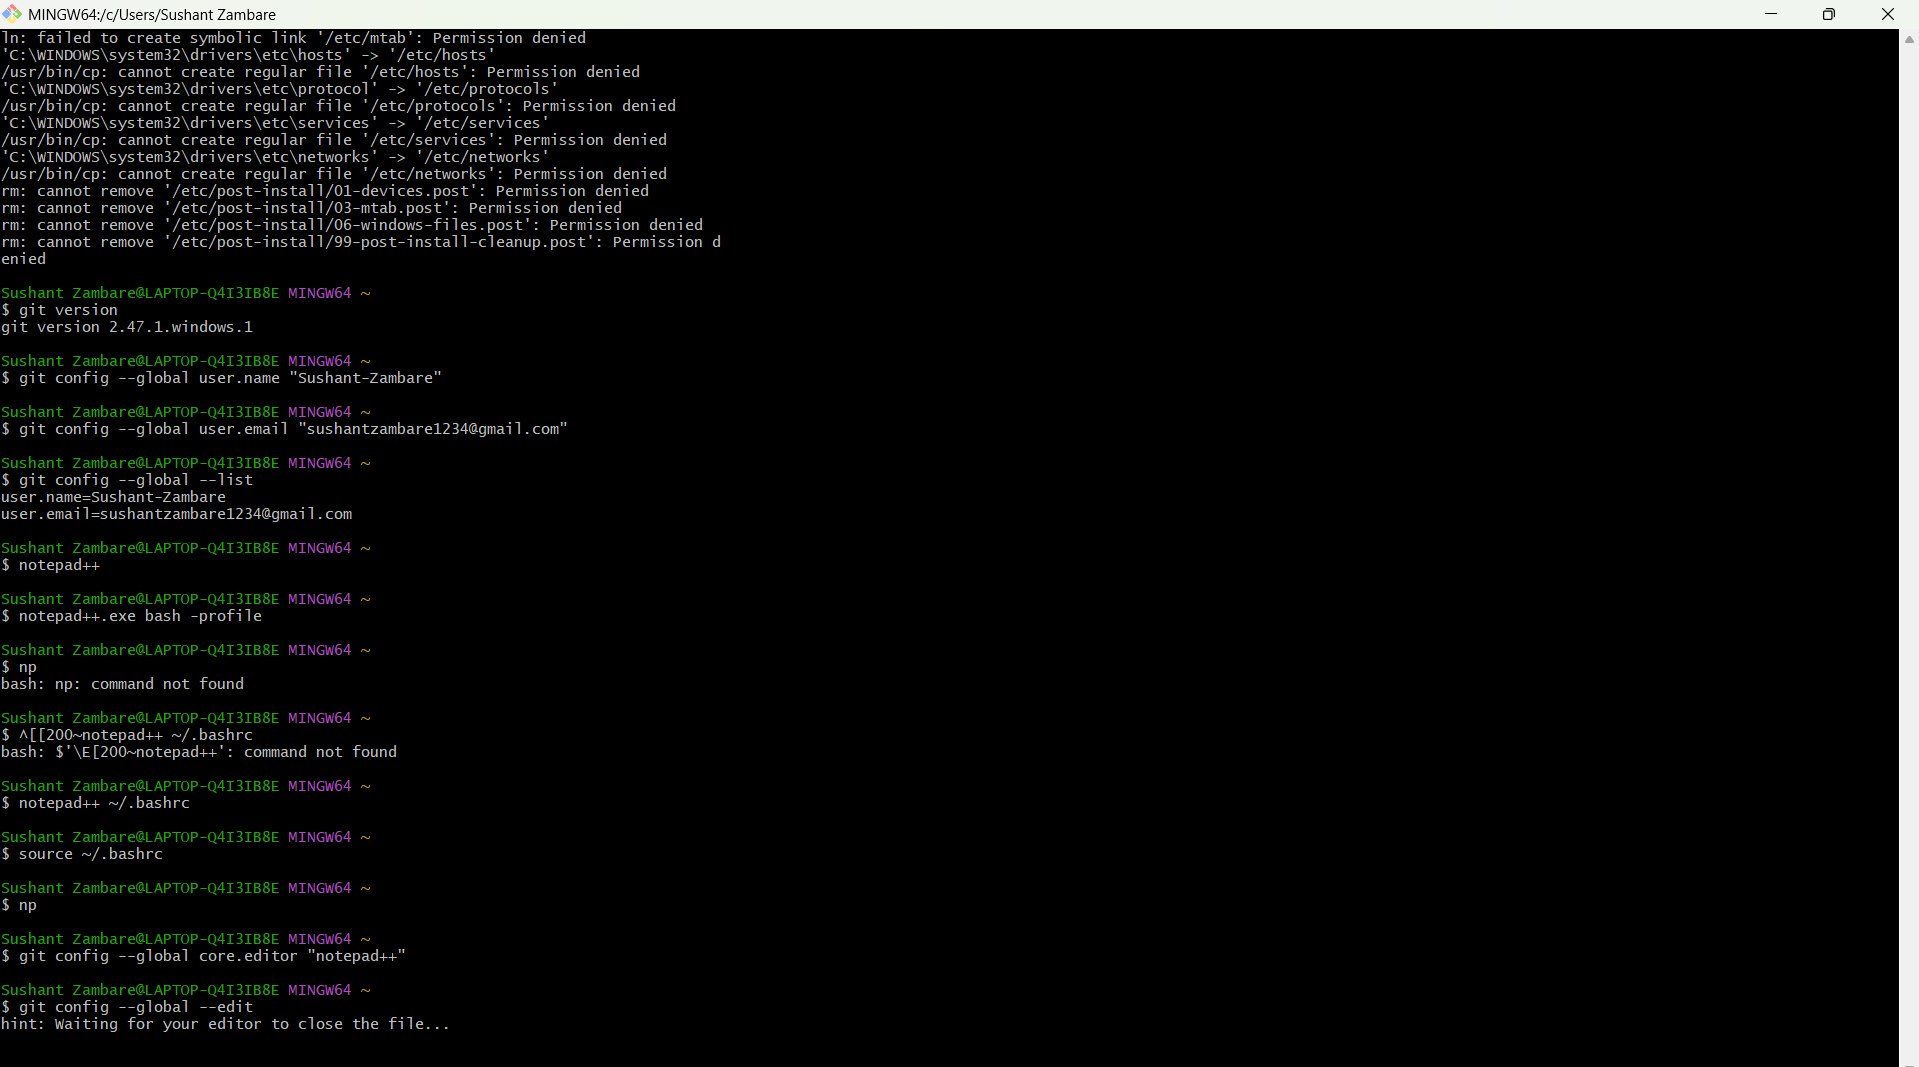 MINGW64:/c/Users/Sushant Zambare
ln: failed to create symbolic link '/etc/mtab': Permission denied
'C:\WINDOWS\system32\drivers\etc\hosts' -> '/etc/hosts'
/usr/bin/cp: cannot create regular file '/etc/hosts': Permission denied
'C:\WINDOWS\system32\drivers\etc\protocol' -> '/etc/protocols'
/usr/bin/cp: cannot create regular file '/etc/protocols': Permission denied
'C:\WINDOWS\system32\drivers\etc\services' -> '/etc/services'
/usr/bin/cp: cannot create regular file '/etc/services': Permission denied
'C:\WINDOWS\system32\drivers\etc\networks' -> '/etc/networks'
/usr/bin/cp: cannot create regular file '/etc/networks': Permission denied
rm: cannot remove '/etc/post-install/01-devices.post': Permission denied
rm: cannot remove '/etc/post-install/03-mtab.post': Permission denied
rm: cannot remove '/etc/post-install/06-windows-files.post': Permission denied
rm: cannot remove '/etc/post-install/99-post-install-cleanup.post': Permission d
enied
Sushant Zambare@LAPTOP-Q4I3IB8E MINGW64 ~
$ git version
git version 2.47.1.windows.1
Sushant Zambare@LAPTOP-Q4I3IB8E MINGW64 ~
$ git config --global user.name "Sushant-Zambare"
Sushant Zambare@LAPTOP-Q4I3IB8E MINGW64 ~
$ git config --global user.email "sushantzambare1234@gmail.com"
Sushant Zambare@LAPTOP-Q4I3IB8E MINGW64 ~
$ git config --global --list
user.name=Sushant-Zambare
user.email=sushantzambare1234@gmail.com
Sushant Zambare@LAPTOP-Q4I3IB8E MINGW64 ~
$ notepad++
Sushant Zambare@LAPTOP-Q4I3IB8E MINGW64 ~
$ notepad++.exe bash -profile
Sushant Zambare@LAPTOP-Q4I3IB8E MINGW64 ~
$ np
bash: np: command not found
Sushant Zambare@LAPTOP-Q4I3IB8E MINGW64 ~
$ ^[[200~notepad++ ~/.bashrc
bash: $'\E[200~notepad++': command not found
Sushant Zambare@LAPTOP-Q4I3IB8E MINGW64 ~
$ notepad++ ~/.bashrc
Sushant Zambare@LAPTOP-Q4I3IB8E MINGW64 ~
$ source ~/.bashrc
Sushant Zambare@LAPTOP-Q4I3IB8E MINGW64 ~
$ np
Sushant Zambare@LAPTOP-Q4I3IB8E MINGW64 ~
$ git config --global core.editor "notepad++"
Sushant Zambare@LAPTOP-Q4I3IB8E MINGW64 ~
$ git config --global --edit
hint: Waiting for your editor to close the file...